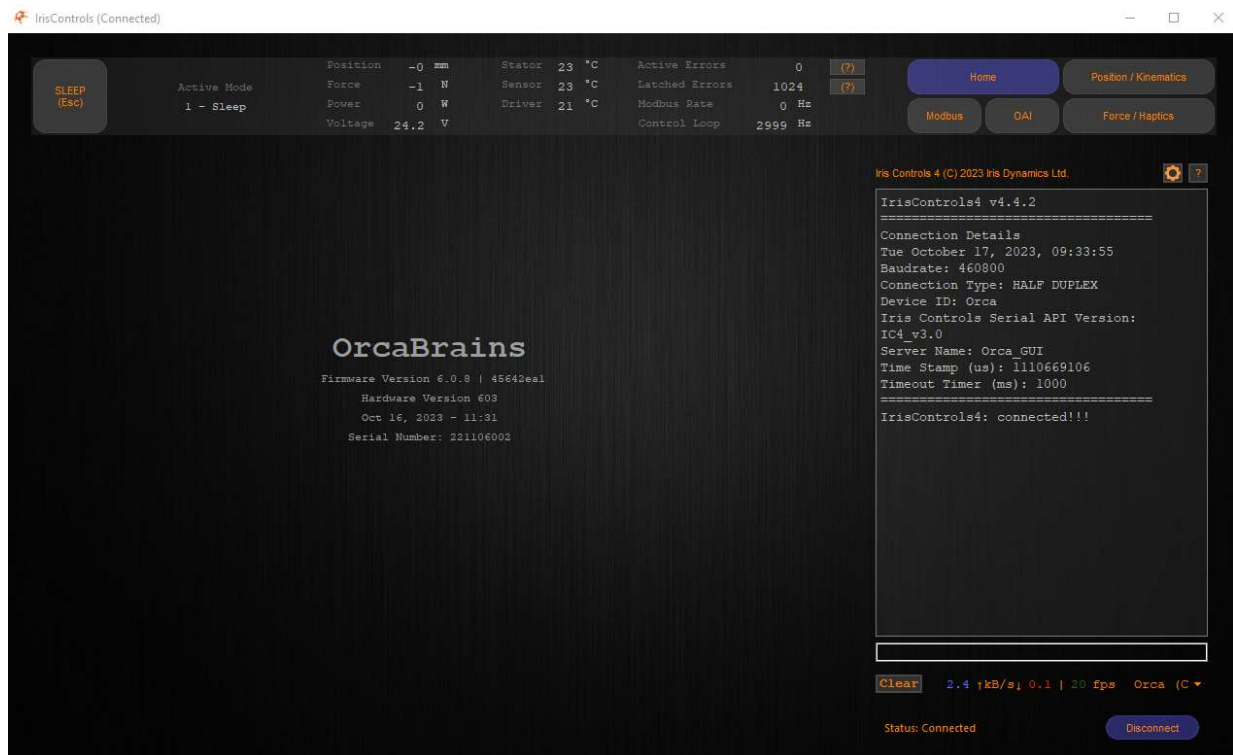 IrisControls (Connected)
SLEEP
(Esc)
Active Mode
1 - Sleep
Position -0 mm
Force -1 N
Power 0 W
Voltage 24.2 V
Stator 23 °C
Sensor 23 °C
Driver 21 °C
Active Errors 0 (?)
Latched Errors 1024 (?)
Modbus Rate 0 Hz
Control Loop 2999 Hz
Home
Position / Kinematics
Modbus
OAI
Force / Haptics
OrcaBrains
Firmware Version 6.0.8 | 45642ea1
Hardware Version 603
Oct 16, 2023 - 11:31
Serial Number: 221106002
Iris Controls 4 (C) 2023 Iris Dynamics Ltd.
?
IrisControls4 v4.4.2
===================================
Connection Details
Tue October 17, 2023, 09:33:55
Baudrate: 460800
Connection Type: HALF DUPLEX
Device ID: Orca
Iris Controls Serial API Version:
IC4_v3.0
Server Name: Orca_GUI
Time Stamp (us): 1110669106
Timeout Timer (ms): 1000
===================================
IrisControls4: connected!!!
Clear
2.4 ↑kB/s↓ 0.1 | 20 fps
Orca (C
Status: Connected
Disconnect